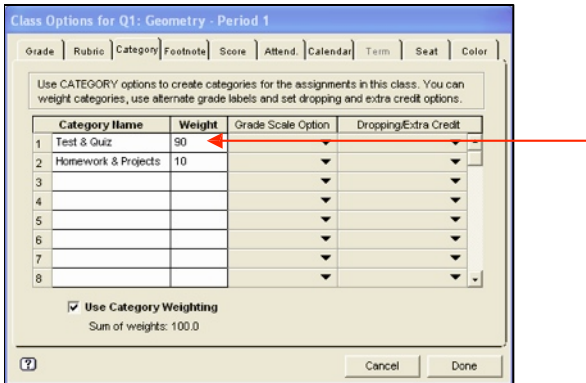 Class Options for Q1: Geometry - Period 1
Grade Rubric Category Footnote Score Attend. Calendar Term Seat Color
Use CATEGORY options to create categories for the assignments in this class. You can
weight categories, use alternate grade labels and set dropping and extra credit options.
Category Name Weight Grade Scale Option Dropping/Extra Credit
1 Test & Quiz 90
2 Homework & Projects 10
3
4
5
6
7
8
Use Category Weighting
Sum of weights: 100.0
? Cancel Done